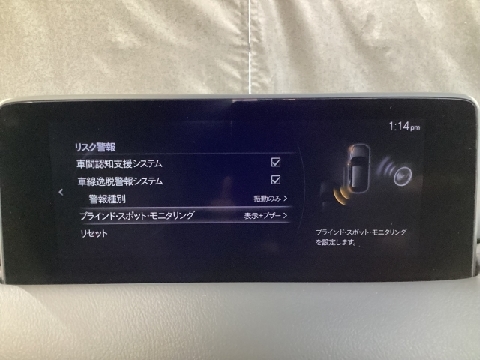 1:14pm
リスク警報
車間認知支援システム
車線逸脱警報システム
警報種別 振動のみ >
ブラインド・スポット・モニタリング 表示+ブザー >
リセット
ブラインド・スポット・モニタリング
を設定します。